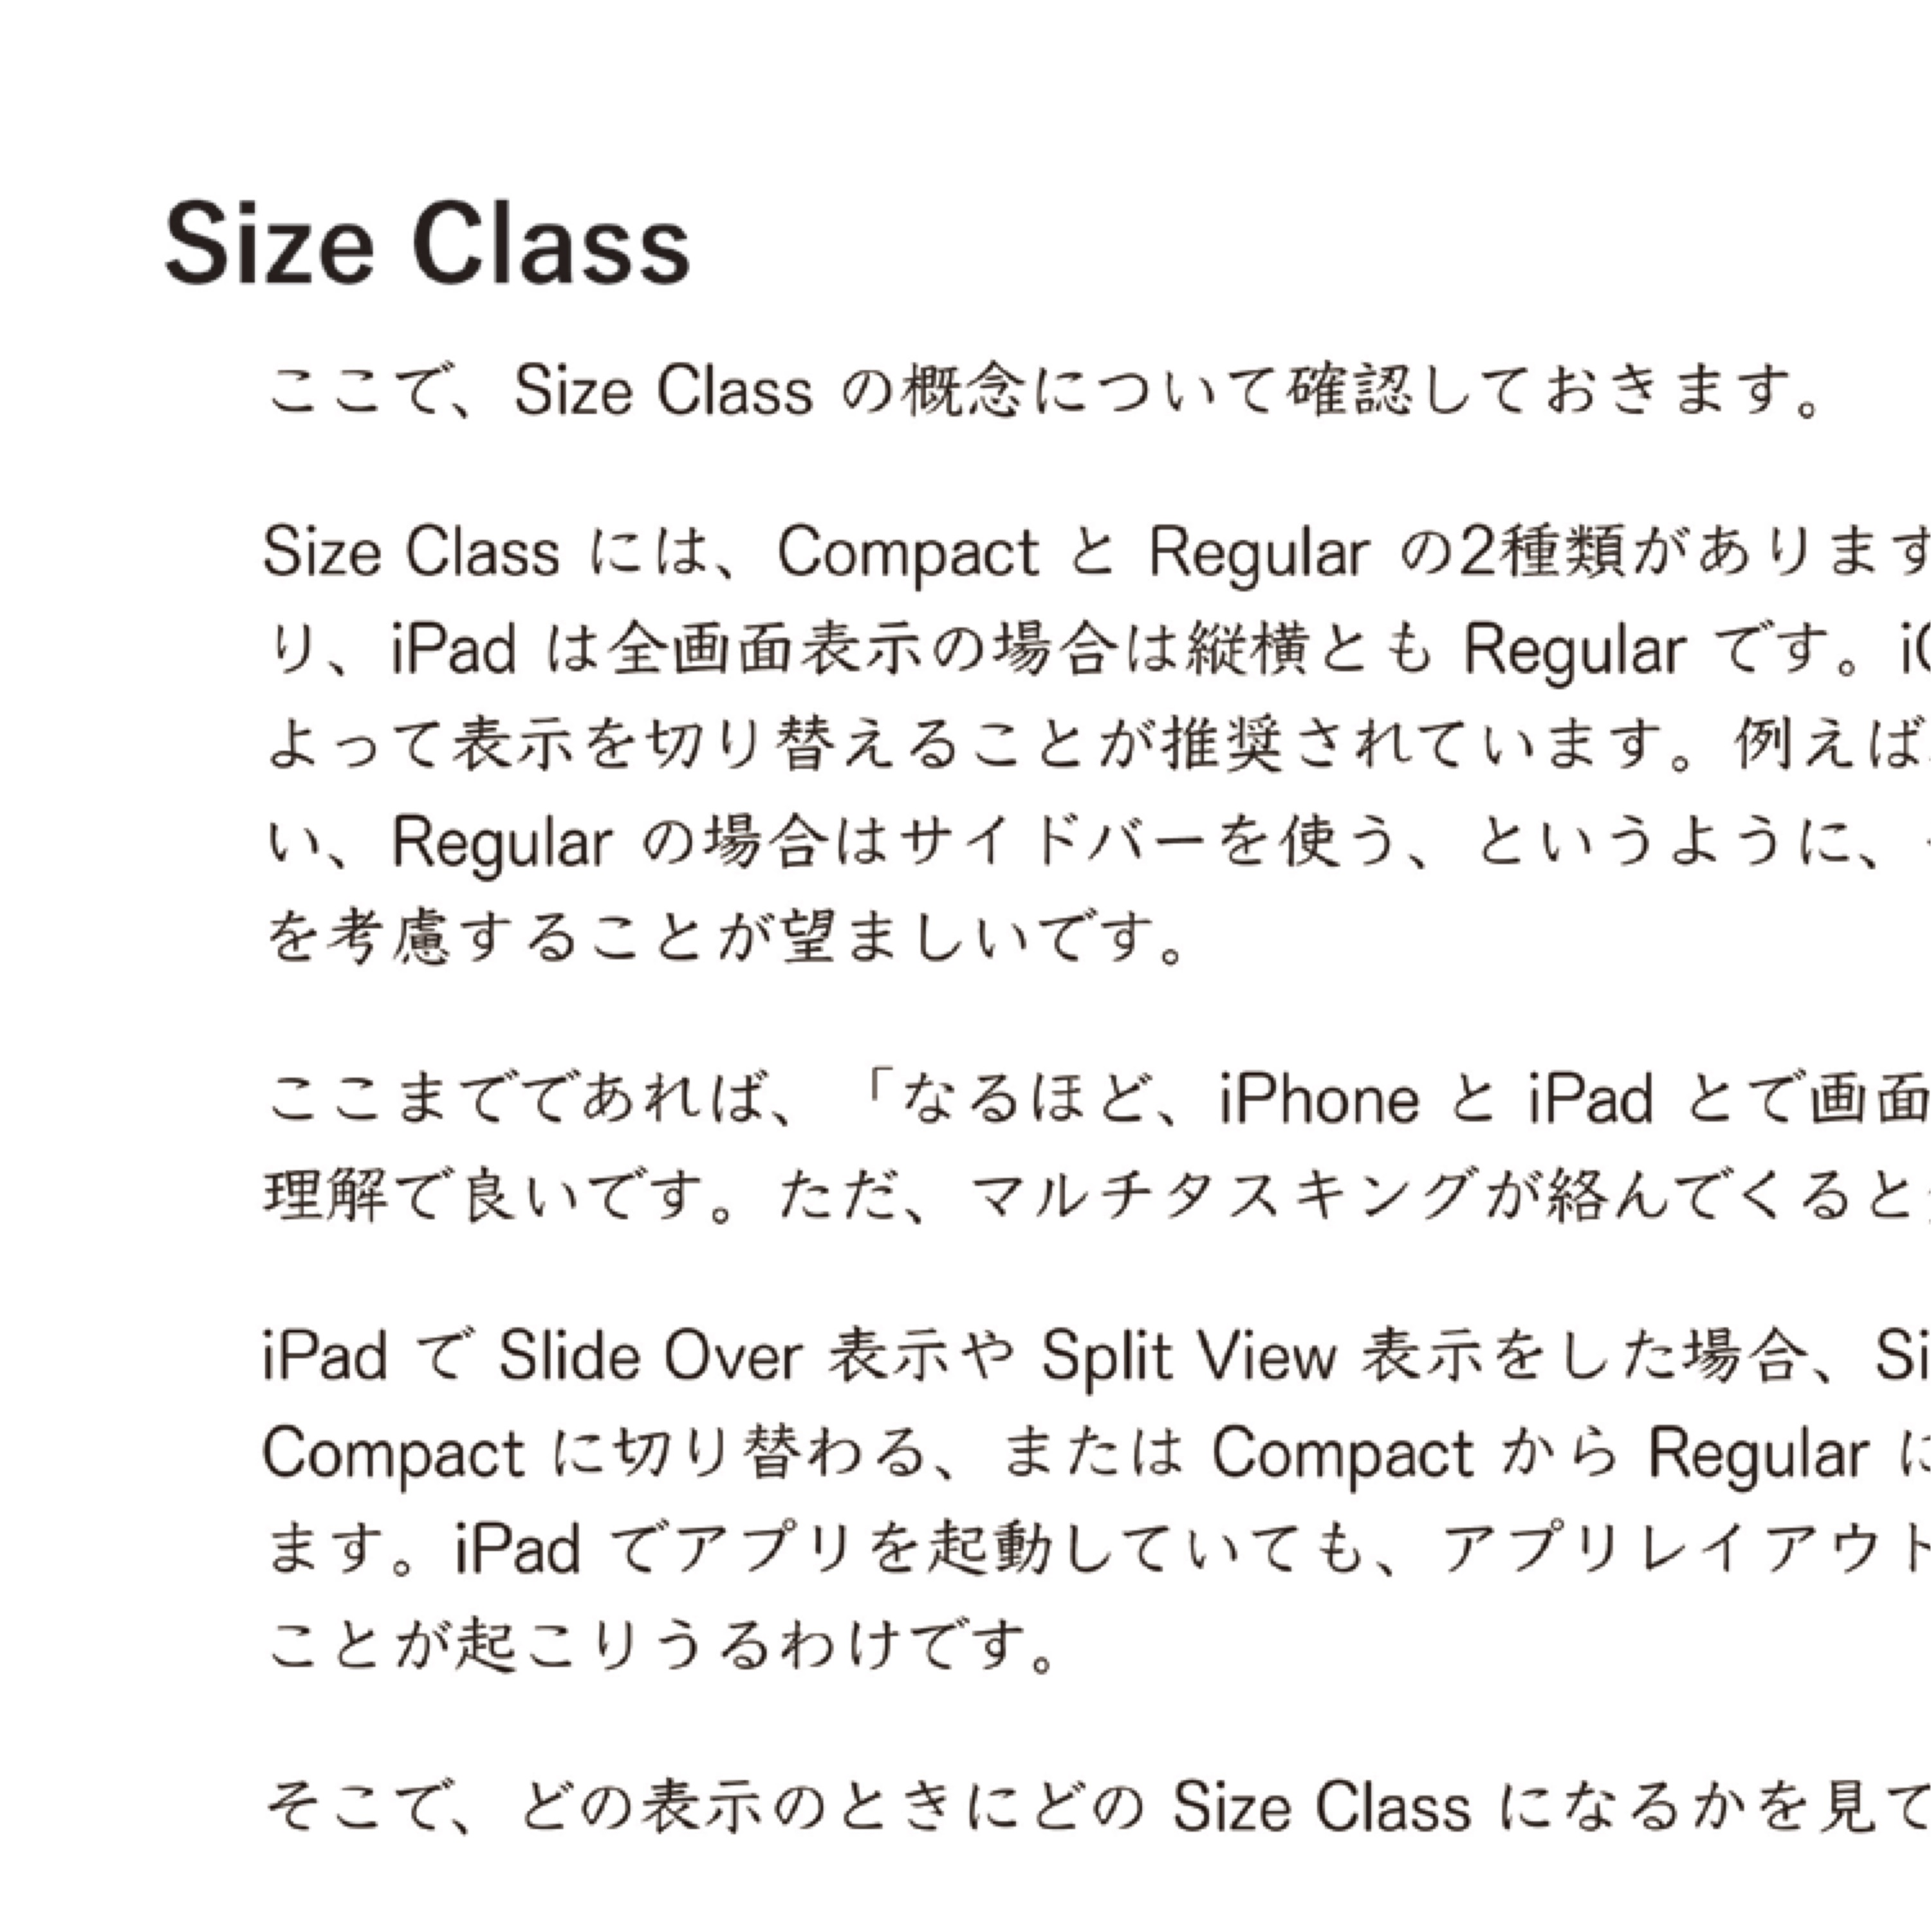 Size Class
ここで、Size Class の概念について確認しておきます。
Size Class には、Compact と Regular の2種類があります
り、iPad は全画面表示の場合は縦横とも Regular です。i
よって表示を切り替えることが推奨されています。例えば
い、Regular の場合はサイドバーを使う、というように、
を考慮することが望ましいです。
ここまでであれば、「なるほど、iPhone と iPad とで画面
理解で良いです。ただ、マルチタスキングが絡んでくると
iPad で Slide Over 表示や Split View 表示をした場合、Si
Compact に切り替わる、または Compact から Regular に
ます。iPad でアプリを起動していても、アプリレイアウト
ことが起こりうるわけです。
そこで、どの表示のときにどの Size Class になるかを見て